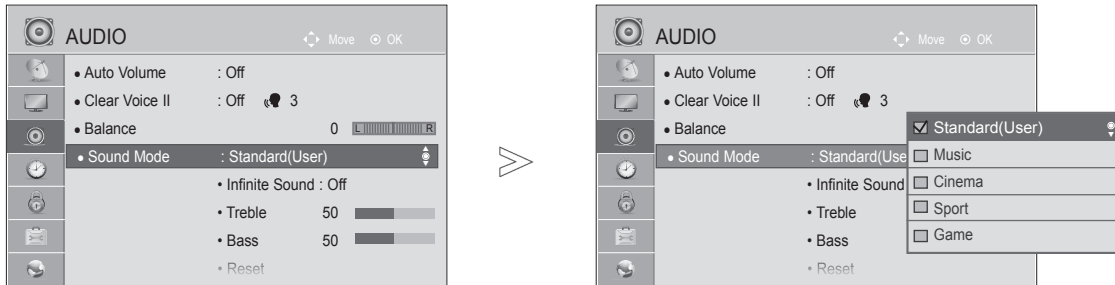 AUDIO
Move OK
• Auto Volume : Off
• Clear Voice II : Off 3
• Balance 0 L R
• Sound Mode : Standard(User)
• Infinite Sound : Off
• Treble 50
• Bass 50
• Reset
AUDIO
Move OK
• Auto Volume : Off
• Clear Voice II : Off 3
• Balance
• Sound Mode : Standard(Use
• Infinite Sound
• Treble
• Bass
• Reset
Standard(User)
Music
Cinema
Sport
Game